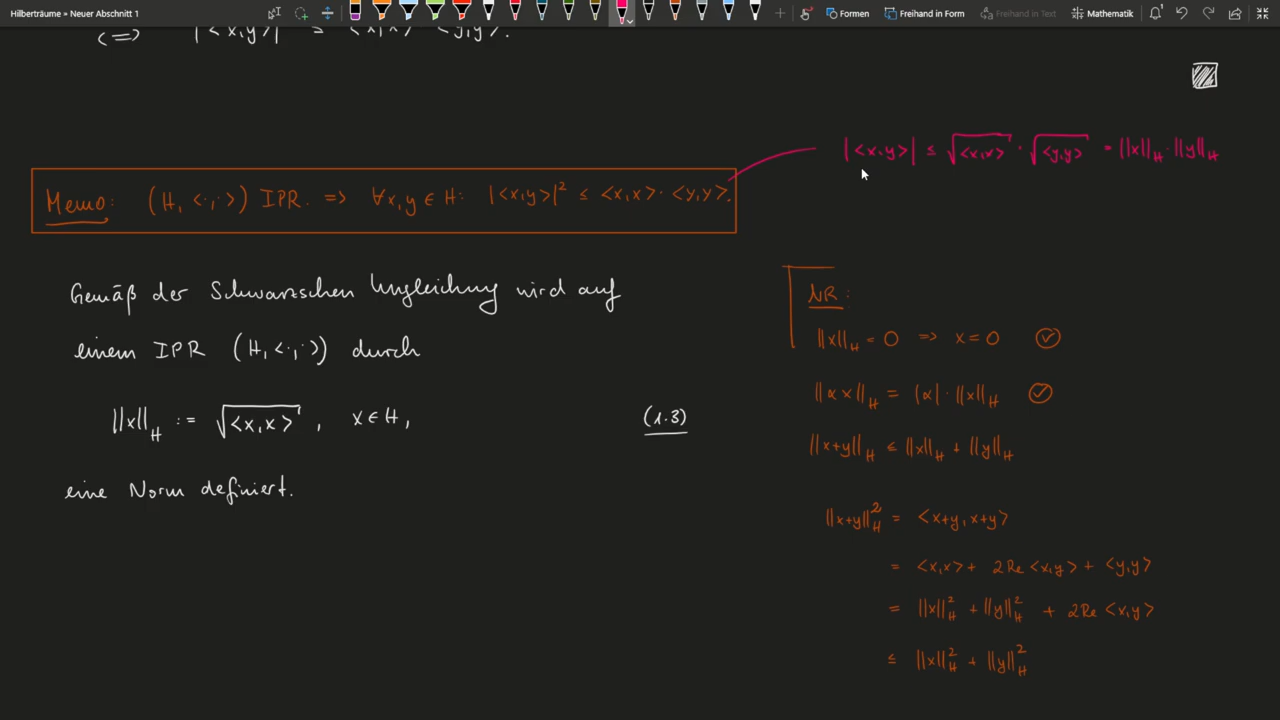 Hilberträume » Neuer Abschnitt 1
Formen
Freihand in Form
Freihand in Text
Mathematik
<=> |<x,y>| ≤ <x,x> <y,y>.
|<x,y>| ≤ √<x,x> · √<y,y> = ||x||_H · ||y||_H
Memo: (H, <·,·>) IPR. => ∀x,y ∈ H: |<x,y>|² ≤ <x,x> · <y,y>.
Gemäß der Schwarzschen Ungleichung wird auf
einem IPR (H, <·,·>) durch
||x||_H := √<x,x>, x ∈ H, (1.3)
eine Norm definiert.
NR:
||x||_H = 0 => x = 0 ✓
||αx||_H = |α| · ||x||_H ✓
||x+y||_H ≤ ||x||_H + ||y||_H
||x+y||²_H = <x+y, x+y>
= <x,x> + 2Re<x,y> + <y,y>
= ||x||²_H + ||y||²_H + 2Re<x,y>
≤ ||x||²_H + ||y||²_H